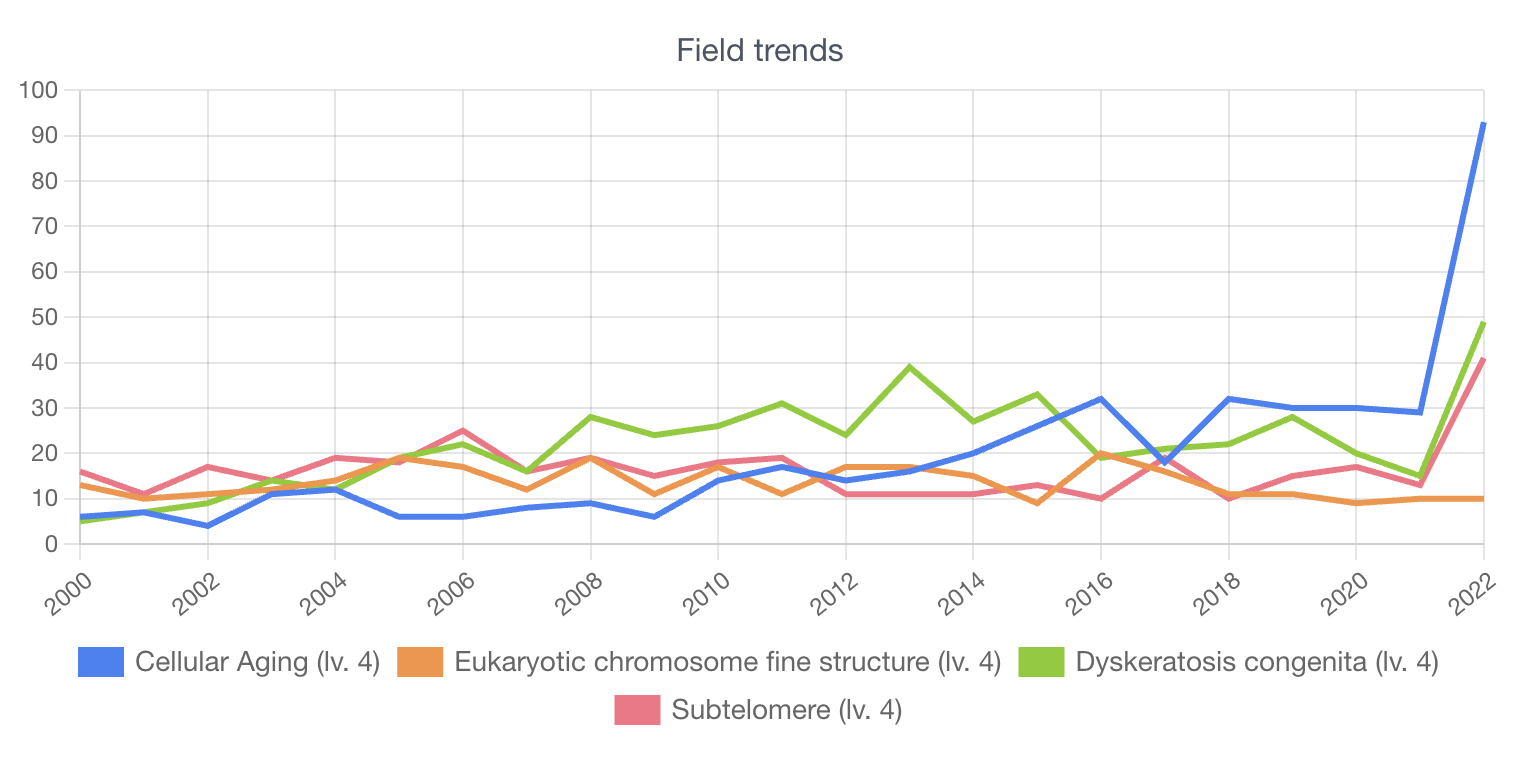 Field trends
100
90
80
70
60
50
40
30
20
10
0
2000 2002 2004 2006 2008 2010 2012 2014 2016 2018 2020 2022
Cellular Aging (lv. 4) Eukaryotic chromosome fine structure (lv. 4) Dyskeratosis congenita (lv. 4)
Subtelomere (lv. 4)